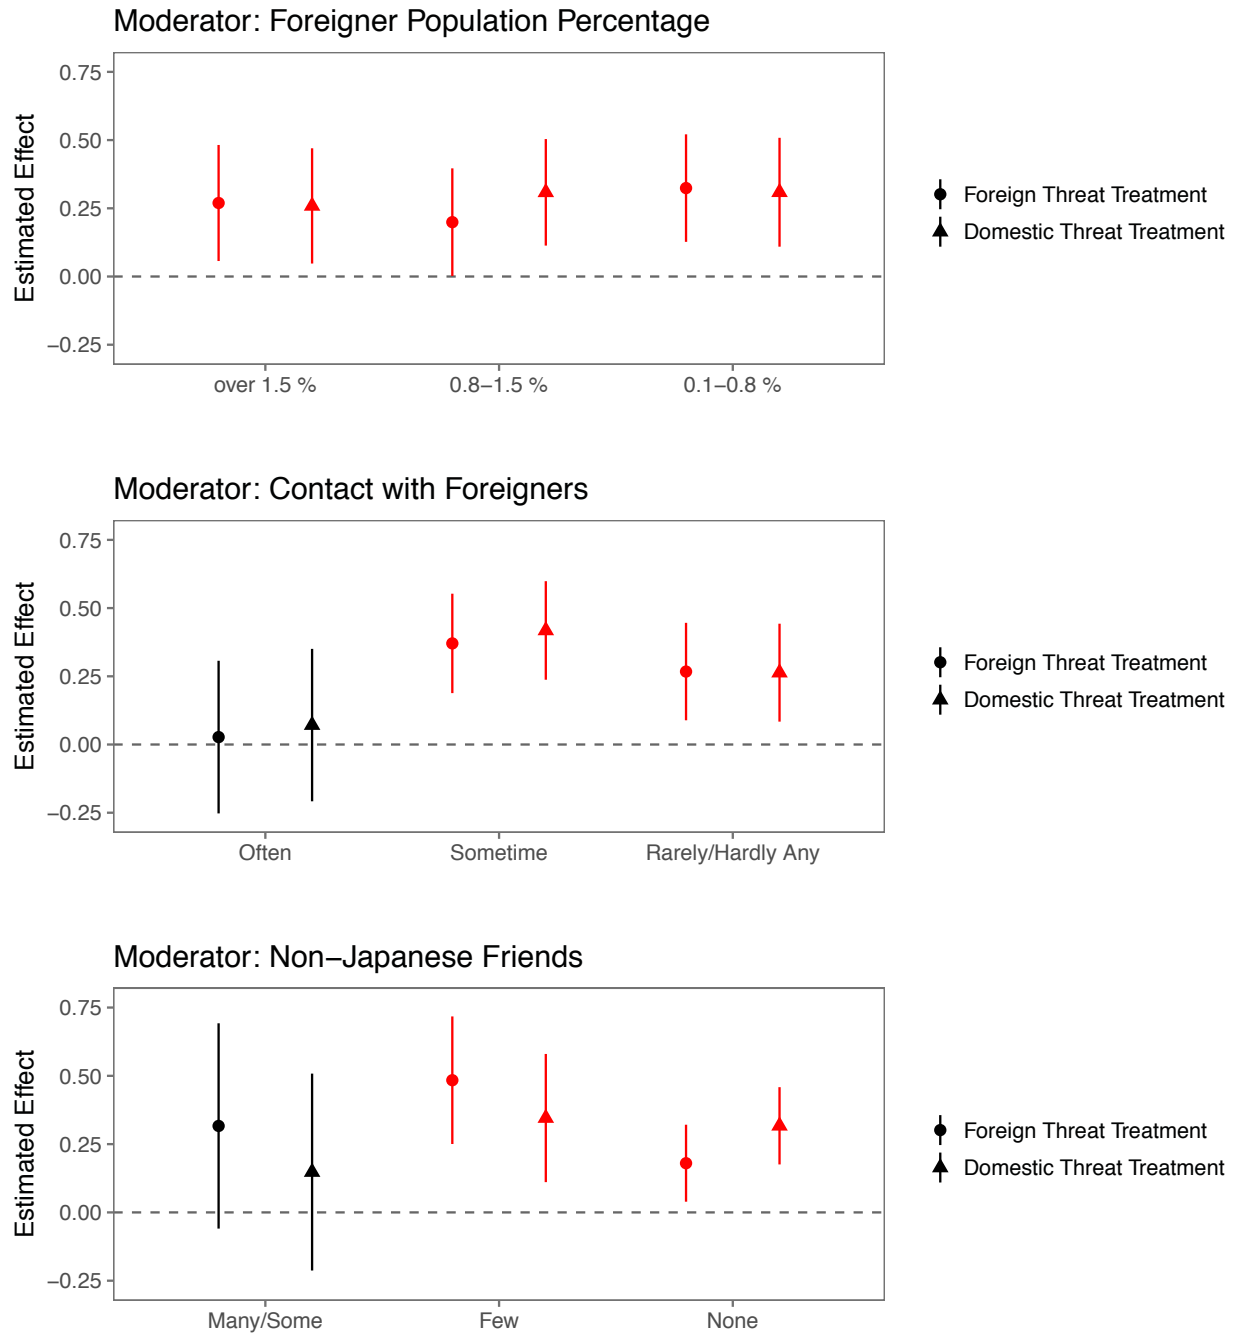 Moderator: Foreigner Population Percentage
Estimated Effect
0.75
0.50
0.25
0.00
−0.25
over 1.5 %
0.8−1.5 %
0.1−0.8 %
Foreign Threat Treatment
Domestic Threat Treatment
Moderator: Contact with Foreigners
Estimated Effect
0.75
0.50
0.25
0.00
−0.25
Often
Sometime
Rarely/Hardly Any
Foreign Threat Treatment
Domestic Threat Treatment
Moderator: Non−Japanese Friends
Estimated Effect
0.75
0.50
0.25
0.00
−0.25
Many/Some
Few
None
Foreign Threat Treatment
Domestic Threat Treatment